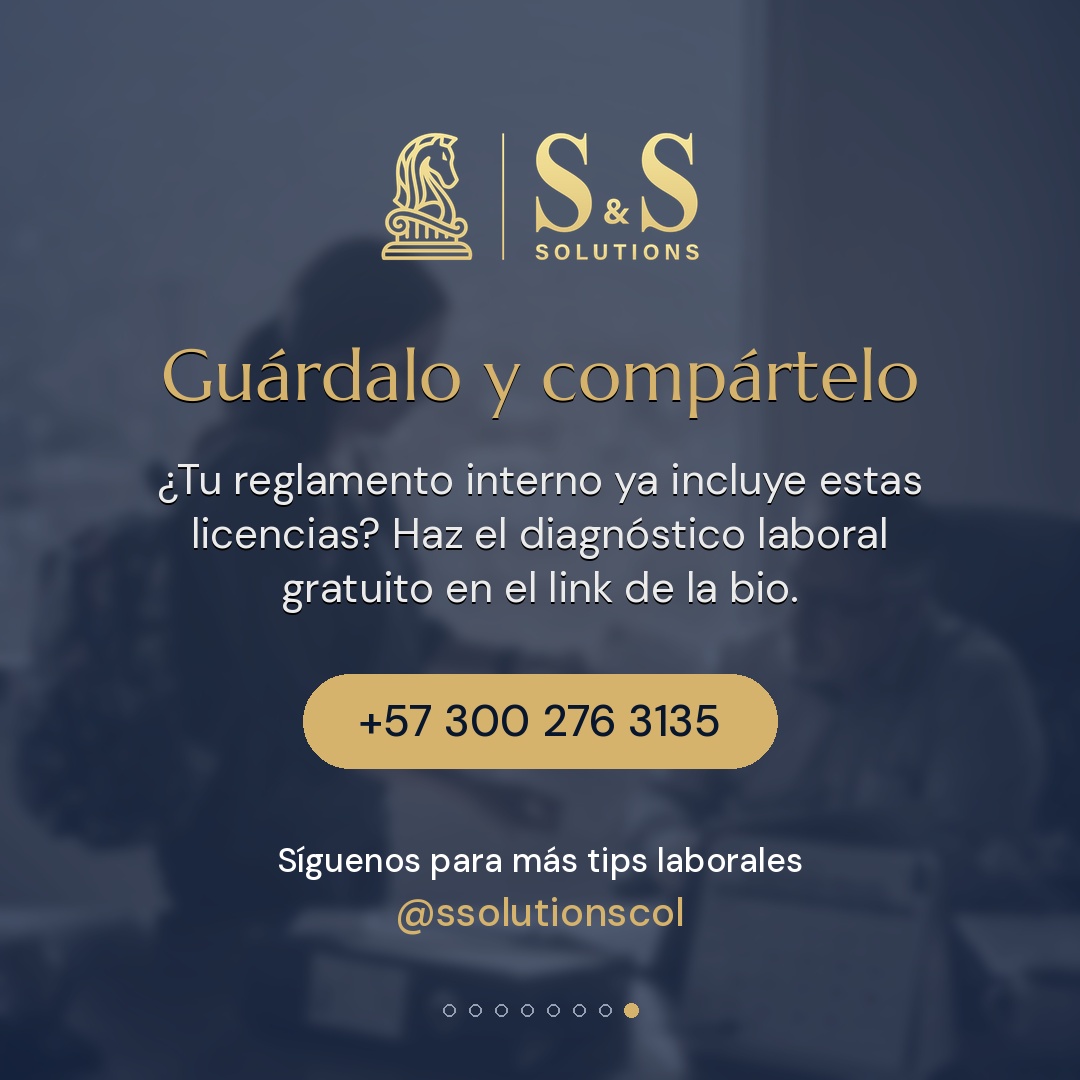 S&S
SOLUTIONS
Guárdalo y compártelo
¿Tu reglamento interno ya incluye estas
licencias? Haz el diagnóstico laboral
gratuito en el link de la bio.
+57 300 276 3135
Síguenos para más tips laborales
@ssolutionscol